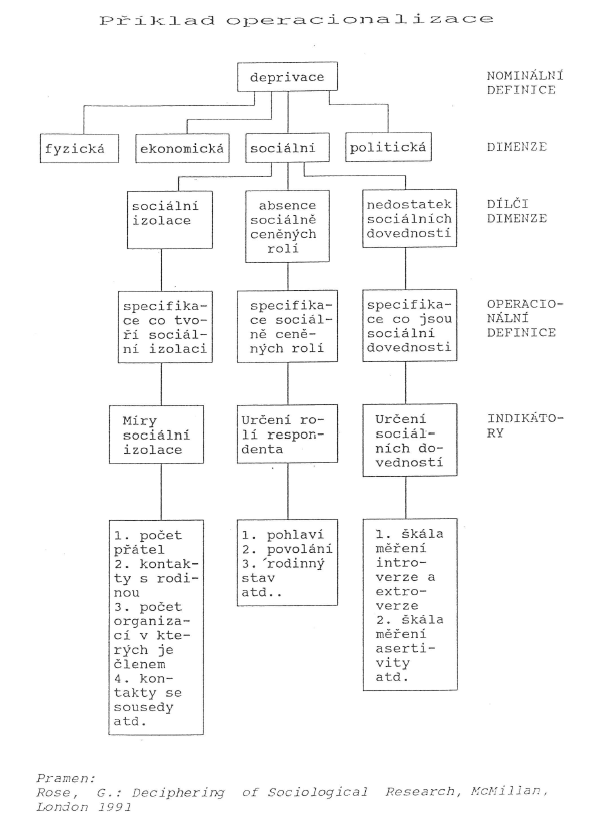 Příklad operacionalizace
deprivace
NOMINÁLNÍ
DEFINICE
fyzická
ekonomická
sociální
politická
DIMENZE
sociální
izolace
absence
sociálně
ceněných
rolí
nedostatek
sociálních
dovedností
DÍLČI
DIMENZE
specifika-
ce co tvo-
ří sociál-
ní izolaci
specifika-
ce sociál-
ně ceně-
ných rolí
specifika-
ce co jsou
sociální
dovednosti
OPERACIO-
NÁLNÍ
DEFINICE
Míry
sociální
izolace
Určení ro-
lí respon-
denta
Určení
sociál-
ních do-
vedností
INDIKÁTO-
RY
1. počet
přátel
2. kontak-
ty s rodi-
nou
3. počet
organiza-
cí v kte-
rých je
členem
4. kon-
takty se
sousedy
atd.
1. pohlaví
2. povolání
3. rodinný
stav
atd..
1. škála
měření
intro-
verze a
extro-
verze
2. škála
měření
aserti-
vity
atd.
Pramen:
Rose, G.: Deciphering of Sociological Research, McMillan,
London 1991